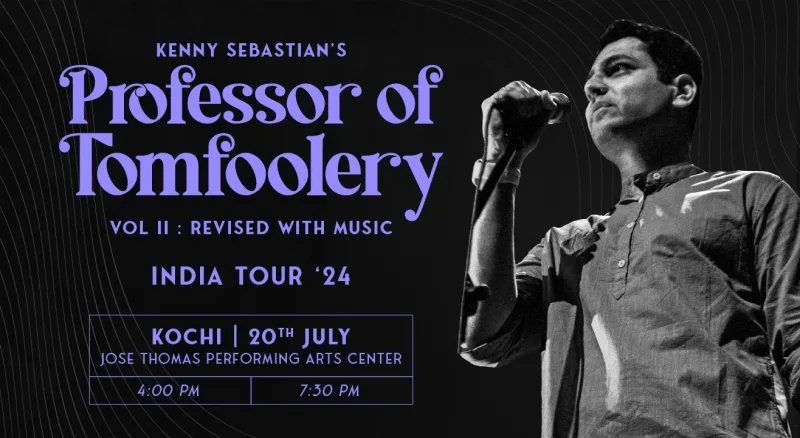 KENNY SEBASTIAN'S
Professor of
Tomfoolery
VOL II : REVISED WITH MUSIC
INDIA TOUR ‘24
KOCHI | 20TH JULY
JOSE THOMAS PERFORMING ARTS CENTER
4:00 PM
7:30 PM